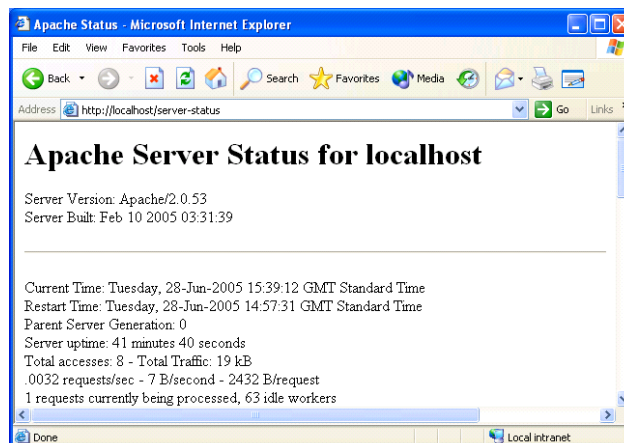 Apache Status - Microsoft Internet Explorer
File Edit View Favorites Tools Help
Back Search Favorites Media
Address http://localhost/server-status Go Links
Apache Server Status for localhost
Server Version: Apache/2.0.53
Server Built: Feb 10 2005 03:31:39
Current Time: Tuesday, 28-Jun-2005 15:39:12 GMT Standard Time
Restart Time: Tuesday, 28-Jun-2005 14:57:31 GMT Standard Time
Parent Server Generation: 0
Server uptime: 41 minutes 40 seconds
Total accesses: 8 - Total Traffic: 19 kB
.0032 requests/sec - 7 B/second - 2432 B/request
1 requests currently being processed, 63 idle workers
Done Local intranet